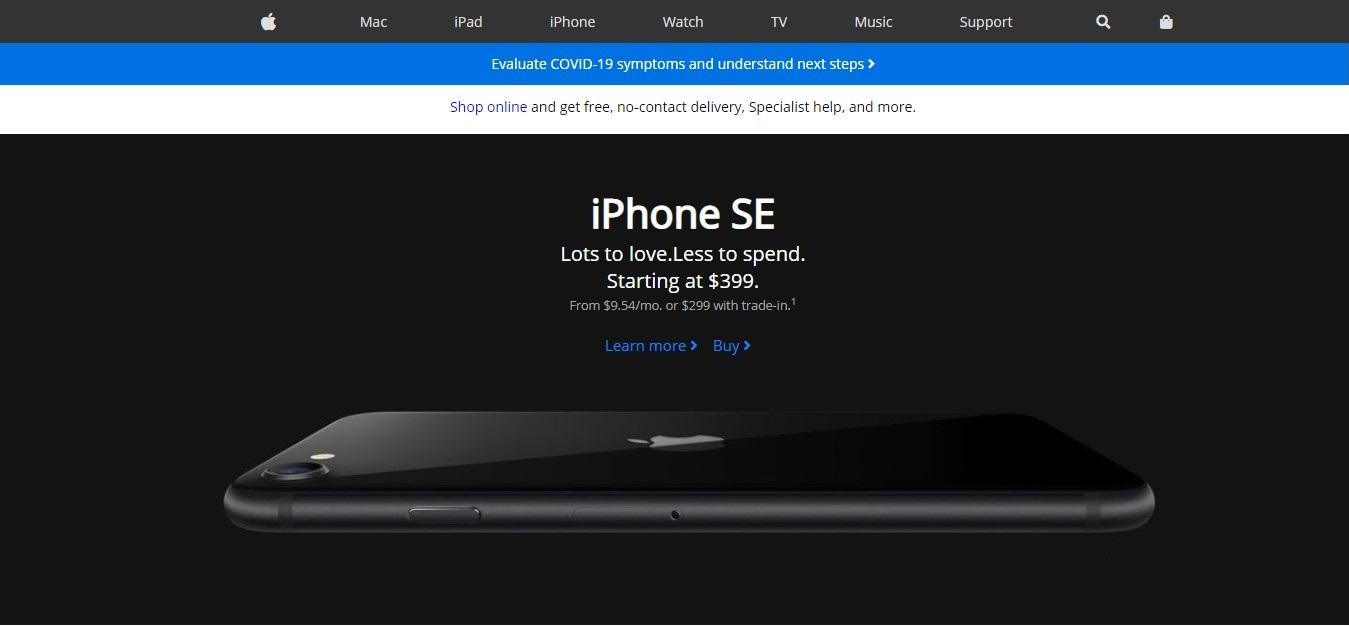 Mac iPad iPhone Watch TV Music Support
Evaluate COVID-19 symptoms and understand next steps
Shop online and get free, no-contact delivery, Specialist help, and more.
iPhone SE
Lots to love.Less to spend.
Starting at $399.
From $9.54/mo. or $299 with trade-in.1
Learn more Buy